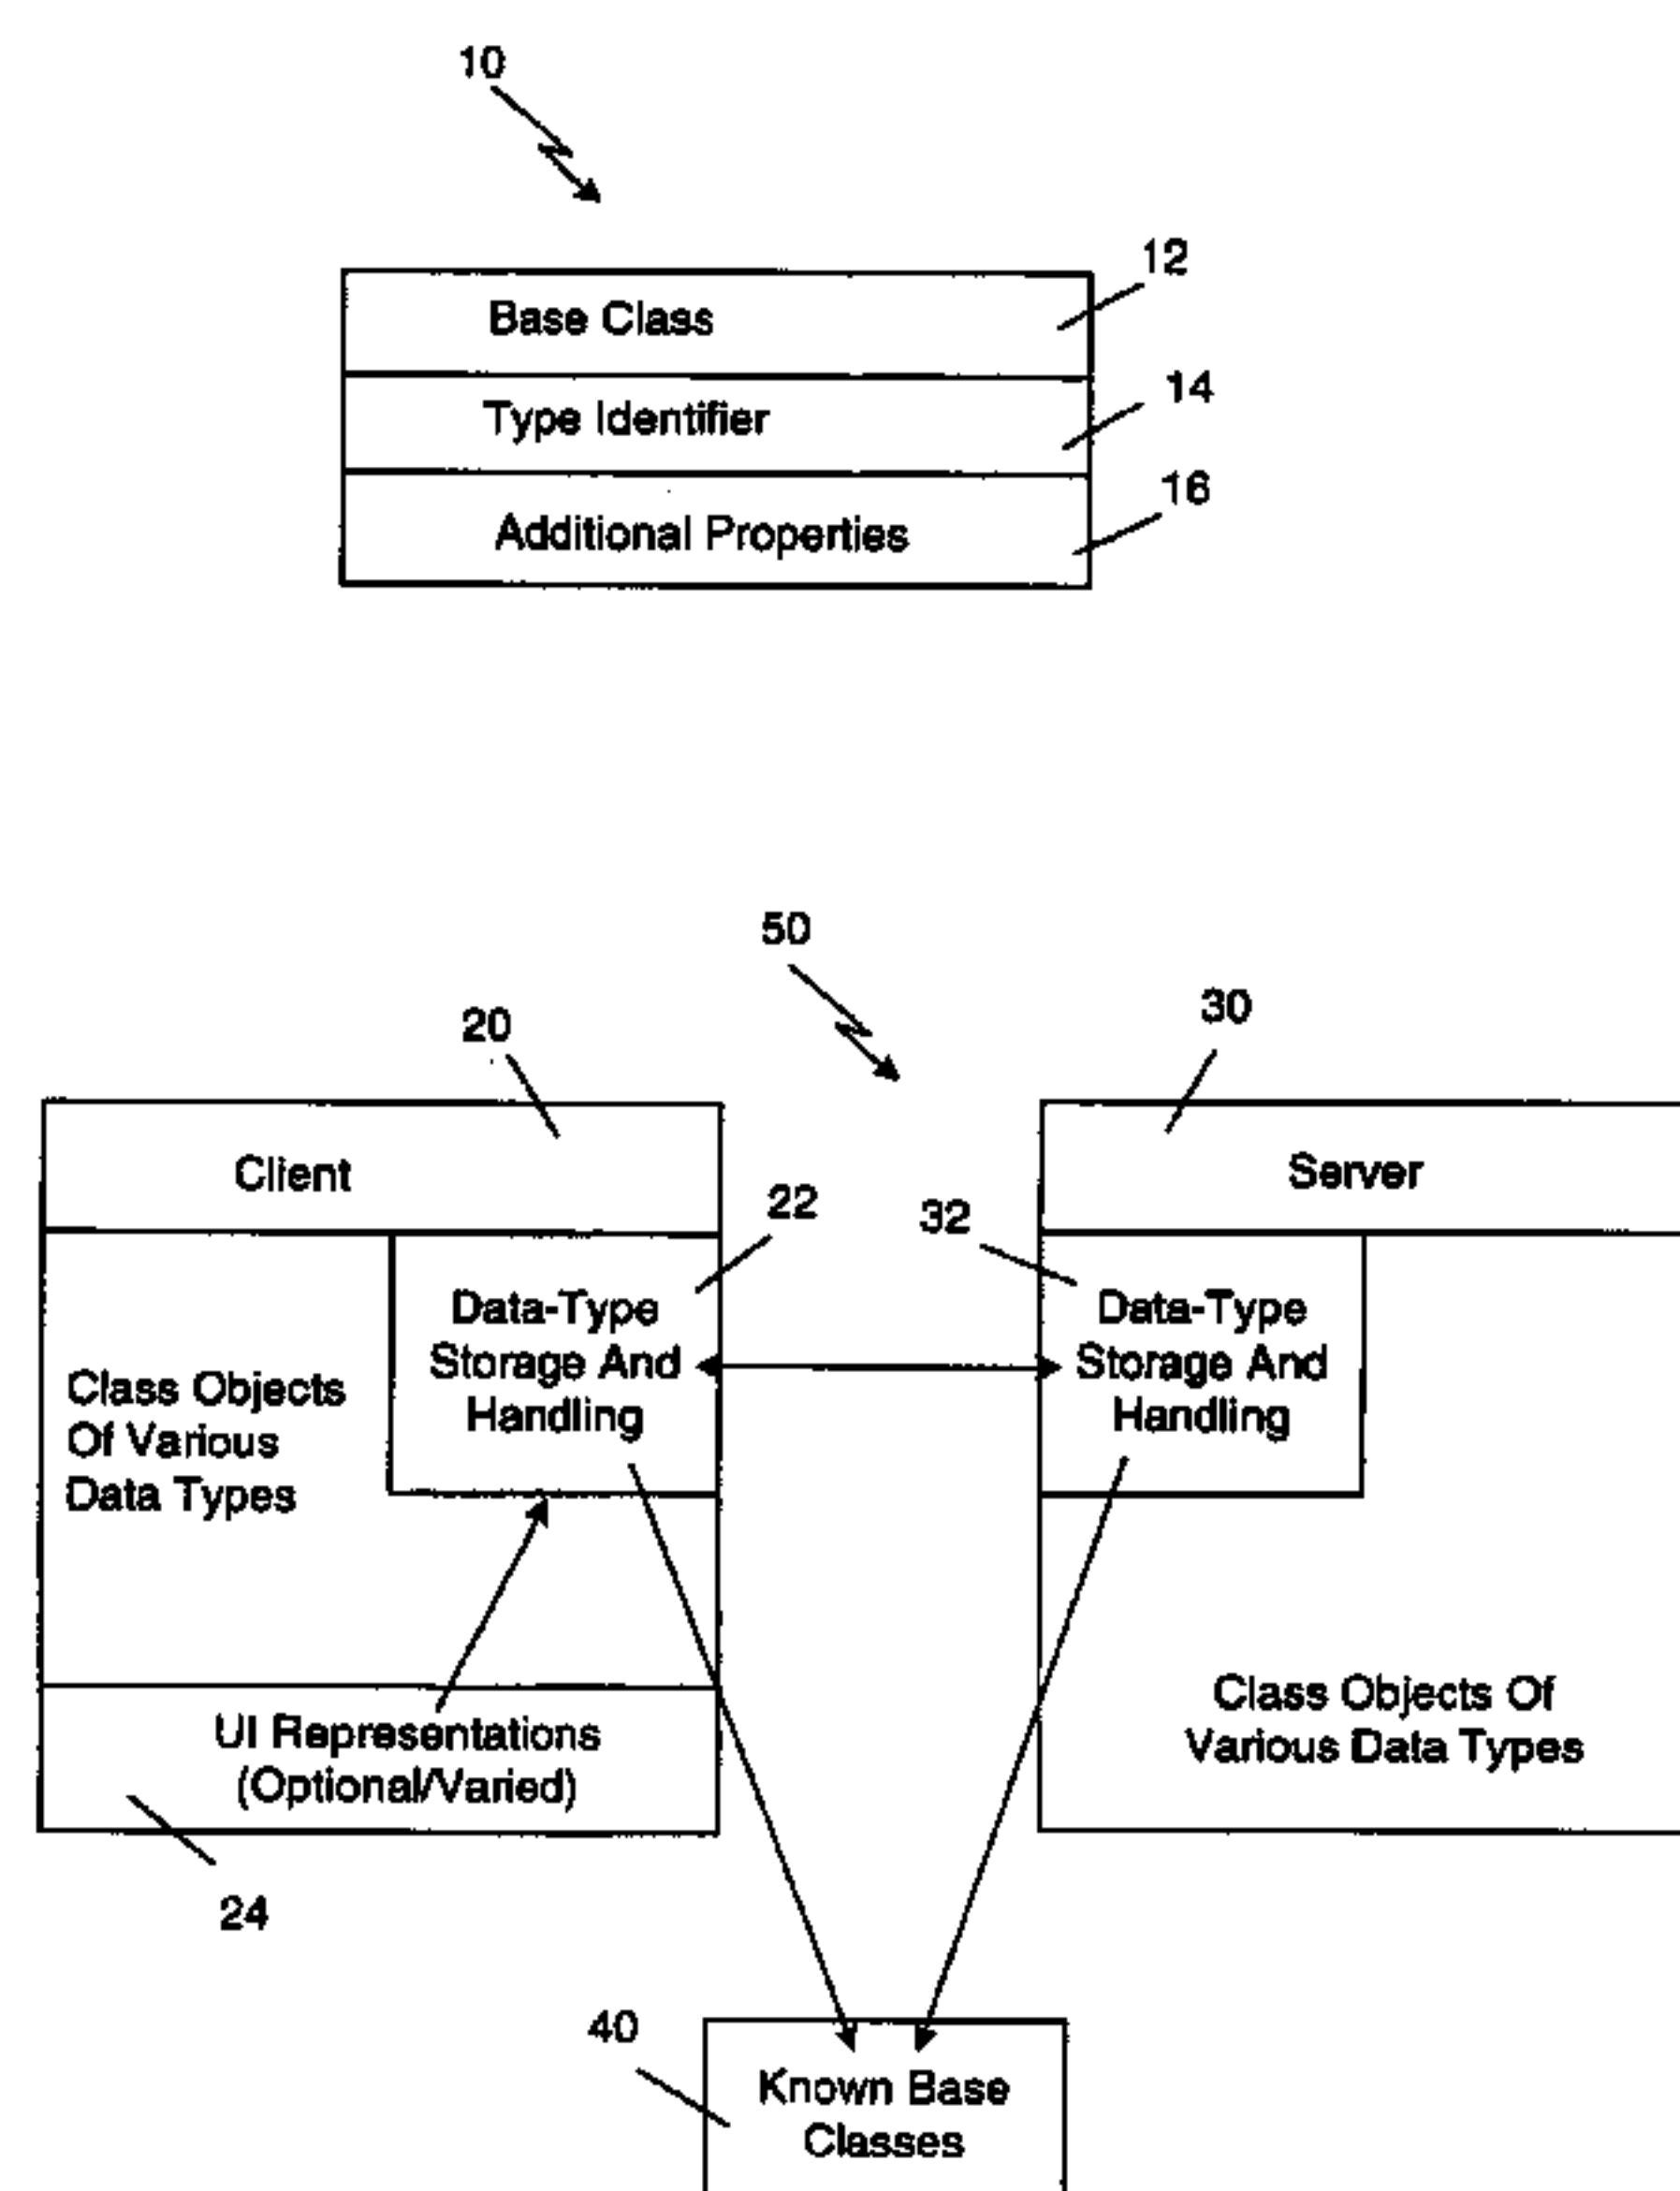 10
12
Base Class
14
Type Identifier
16
Additional Properties
50
20
30
Client
Server
22
32
Data-Type
Storage And
Handling
Data-Type
Storage And
Handling
Class Objects
Of Various
Data Types
UI Representations
(Optional/Varied)
Class Objects Of
Various Data Types
24
40
Known Base
Classes